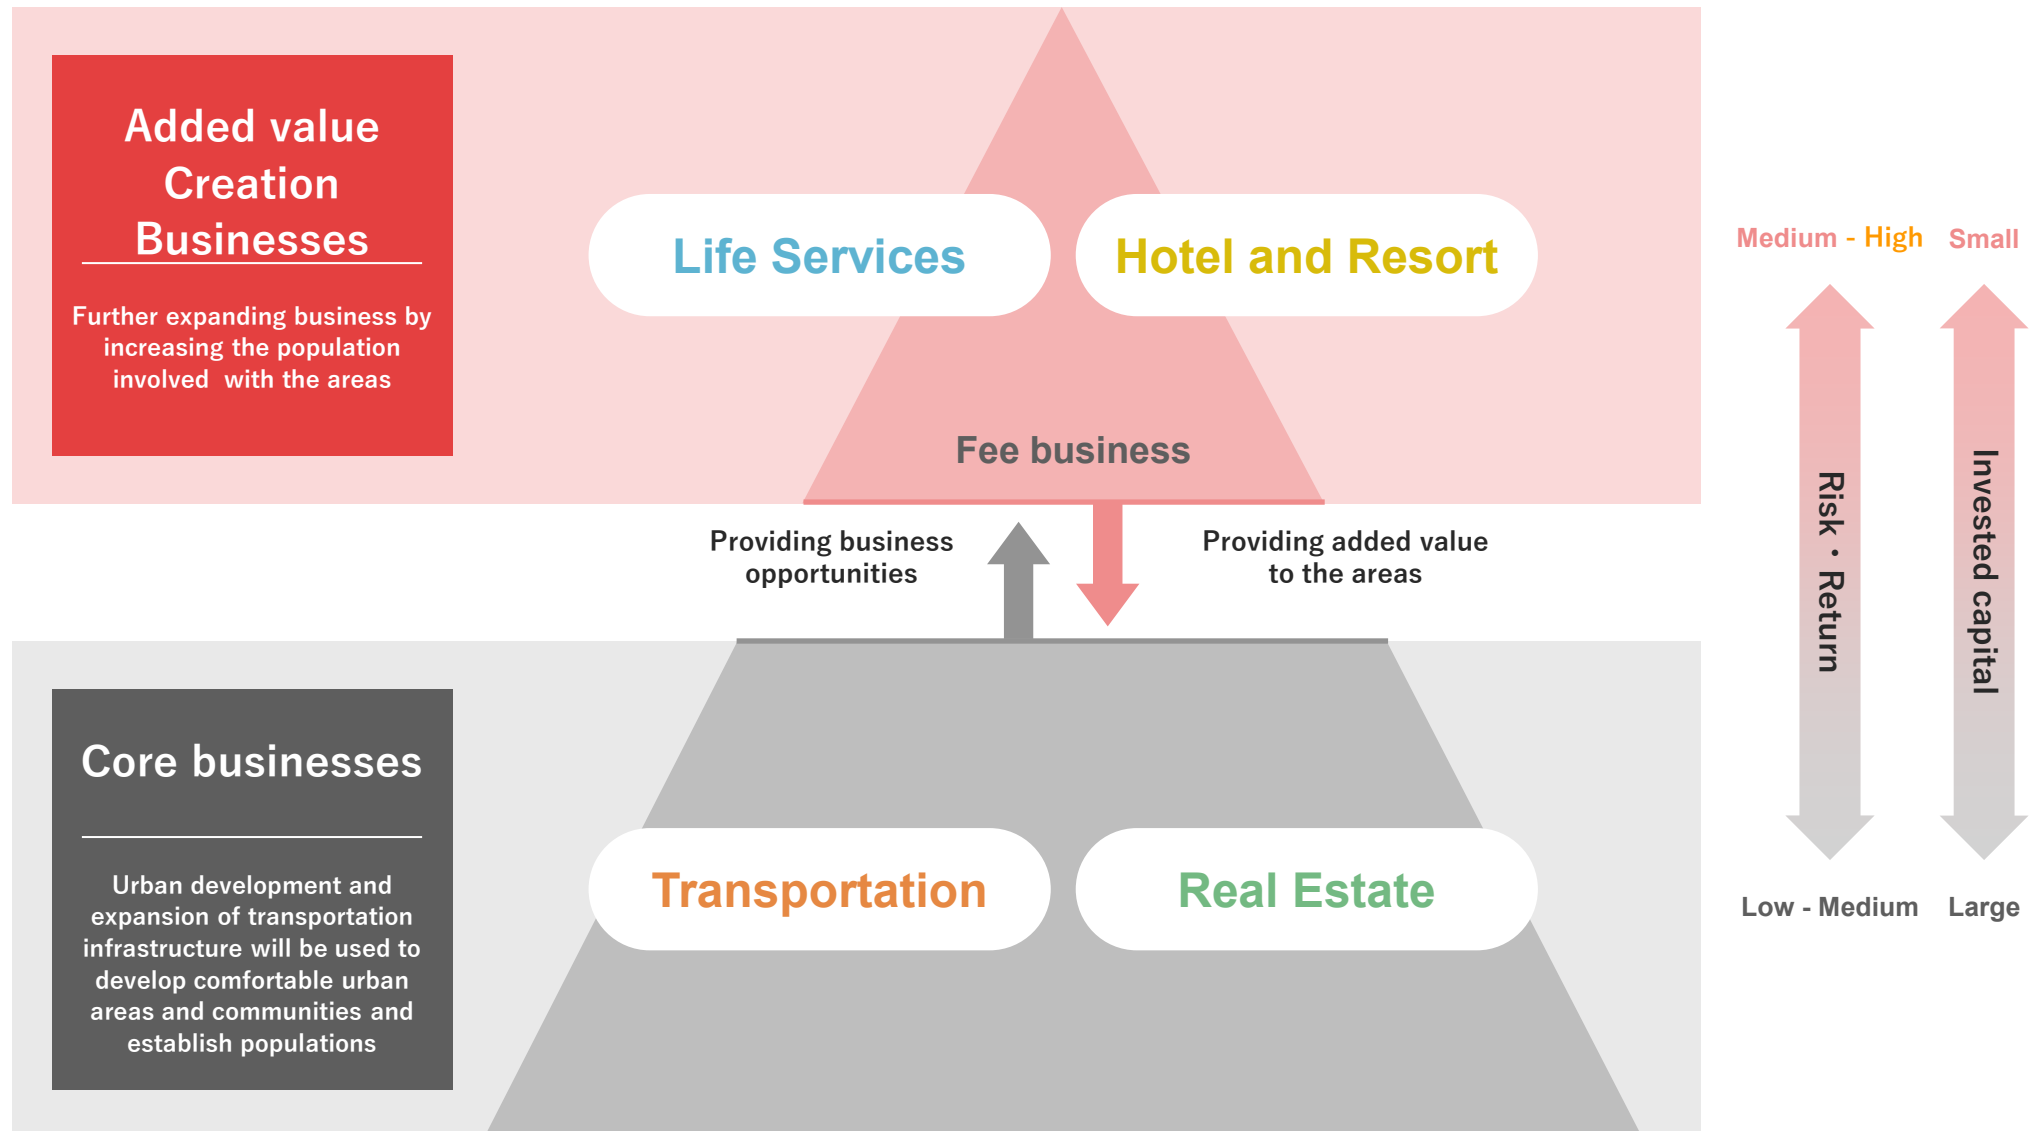 Added value
Creation
Businesses
Further expanding business by
increasing the population
involved with the areas
Life Services
Hotel and Resort
Fee business
Providing business
opportunities
Providing added value
to the areas
Core businesses
Urban development and
expansion of transportation
infrastructure will be used to
develop comfortable urban
areas and communities and
establish populations
Transportation
Real Estate
Medium - High
Small
Risk・Return
Invested capital
Low - Medium
Large